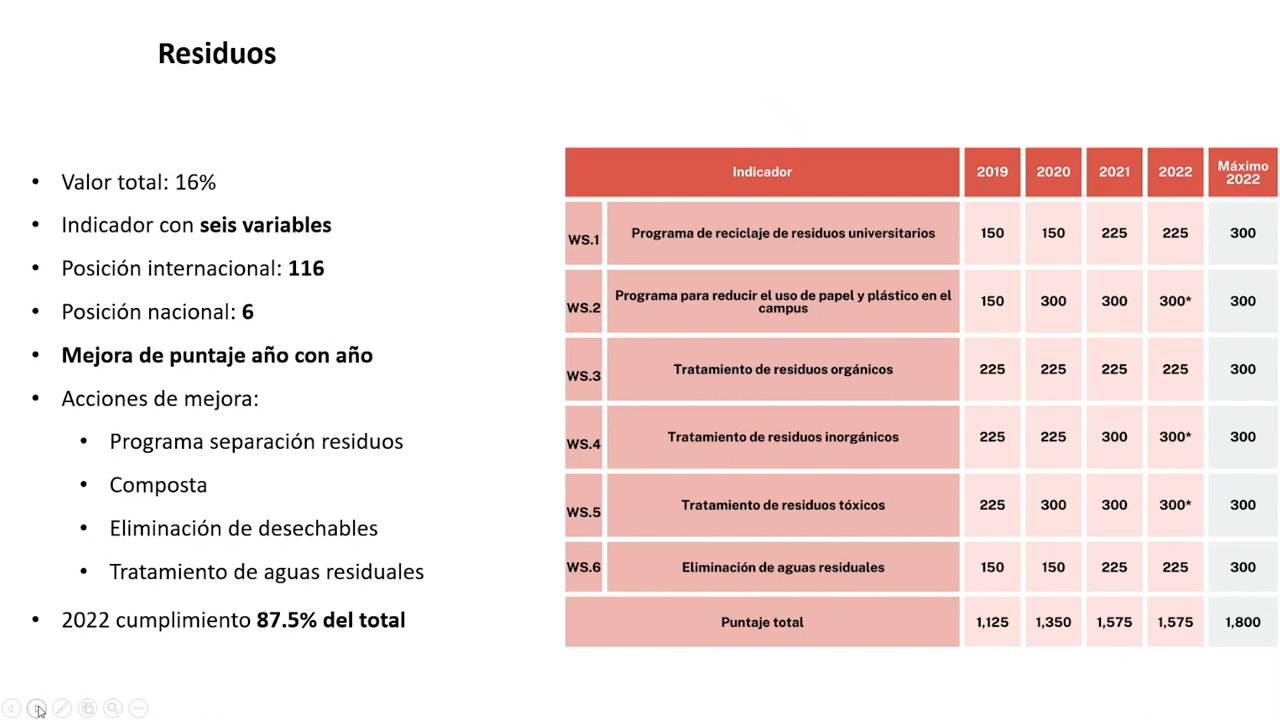 Residuos
• Valor total: 16%
• Indicador con seis variables
• Posición internacional: 116
• Posición nacional: 6
• Mejora de puntaje año con año
• Acciones de mejora:
• Programa separación residuos
• Composta
• Eliminación de desechables
• Tratamiento de aguas residuales
• 2022 cumplimiento 87.5% del total
Indicador 2019 2020 2021 2022 Máximo 2022
WS.1 Programa de reciclaje de residuos universitarios 150 150 225 225 300
WS.2 Programa para reducir el uso de papel y plástico en el campus 150 300 300 300* 300
WS.3 Tratamiento de residuos orgánicos 225 225 225 225 300
WS.4 Tratamiento de residuos inorgánicos 225 225 300 300* 300
WS.5 Tratamiento de residuos tóxicos 225 300 300 300* 300
WS.6 Eliminación de aguas residuales 150 150 225 225 300
Puntaje total 1,125 1,350 1,575 1,575 1,800